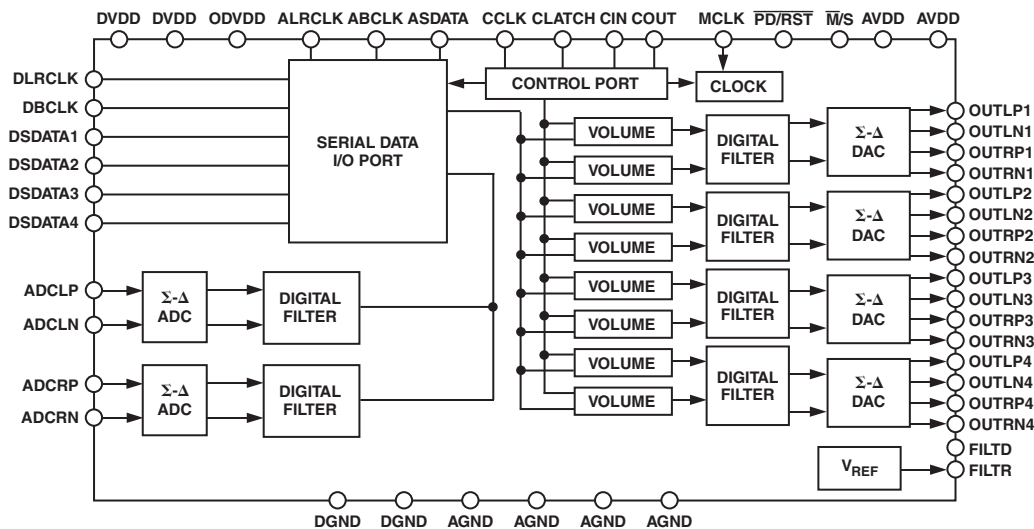 DVDD DVDD ODVDD ALRCLK ABCLK ASDATA CCLK CLATCH CIN COUT MCLK PD/RST M/S AVDD AVDD
DLRCLK
DBCLK
DSDATA1
DSDATA2
DSDATA3
DSDATA4
ADCLP
ADCLN
ADCRP
ADCRN
SERIAL DATA
I/O PORT
CONTROL PORT
CLOCK
Σ-Δ
ADC
DIGITAL
FILTER
Σ-Δ
ADC
DIGITAL
FILTER
VOLUME
VOLUME
VOLUME
VOLUME
VOLUME
VOLUME
VOLUME
VOLUME
DIGITAL
FILTER
DIGITAL
FILTER
DIGITAL
FILTER
DIGITAL
FILTER
Σ-Δ
DAC
Σ-Δ
DAC
Σ-Δ
DAC
Σ-Δ
DAC
OUTLP1
OUTLN1
OUTRP1
OUTRN1
OUTLP2
OUTLN2
OUTRP2
OUTRN2
OUTLP3
OUTLN3
OUTRP3
OUTRN3
OUTLP4
OUTLN4
OUTRP4
OUTRN4
FILTD
FILTR
VREF
DGND DGND AGND AGND AGND AGND